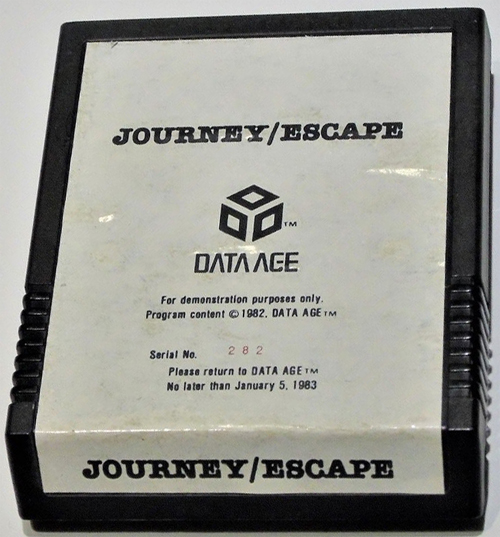 JOURNEY/ESCAPE
TM
DATA AGE
For demonstration purposes only.
Program content © 1982, DATA AGE TM
Serial No. 282
Please return to DATA AGE TM
No later than January 5, 1983
JOURNEY/ESCAPE